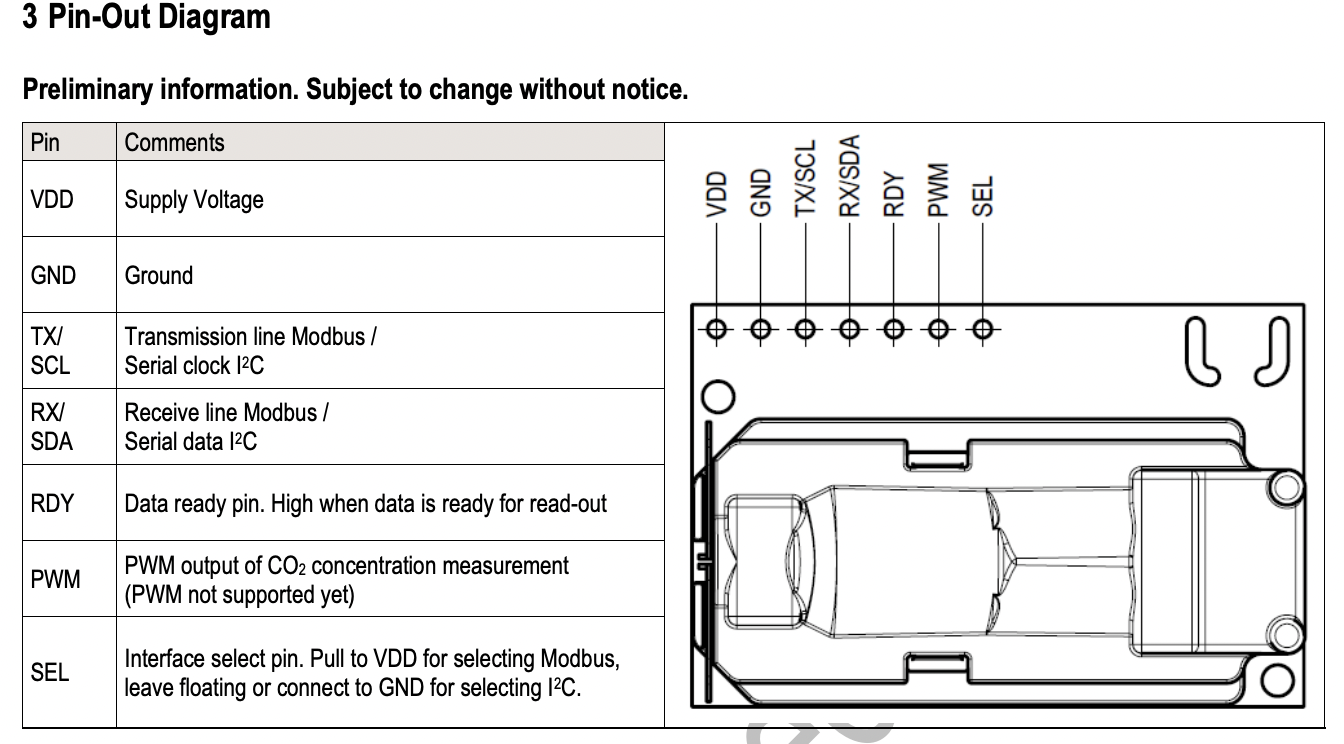 3 Pin-Out Diagram
Preliminary information. Subject to change without notice.
Pin Comments
VDD Supply Voltage
GND Ground
TX/
SCL
Transmission line Modbus /
Serial clock I²C
RX/
SDA
Receive line Modbus /
Serial data I²C
RDY Data ready pin. High when data is ready for read-out
PWM
PWM output of CO₂ concentration measurement
(PWM not supported yet)
SEL
Interface select pin. Pull to VDD for selecting Modbus,
leave floating or connect to GND for selecting I²C.
VDD
GND
TX/SCL
RX/SDA
RDY
PWM
SEL